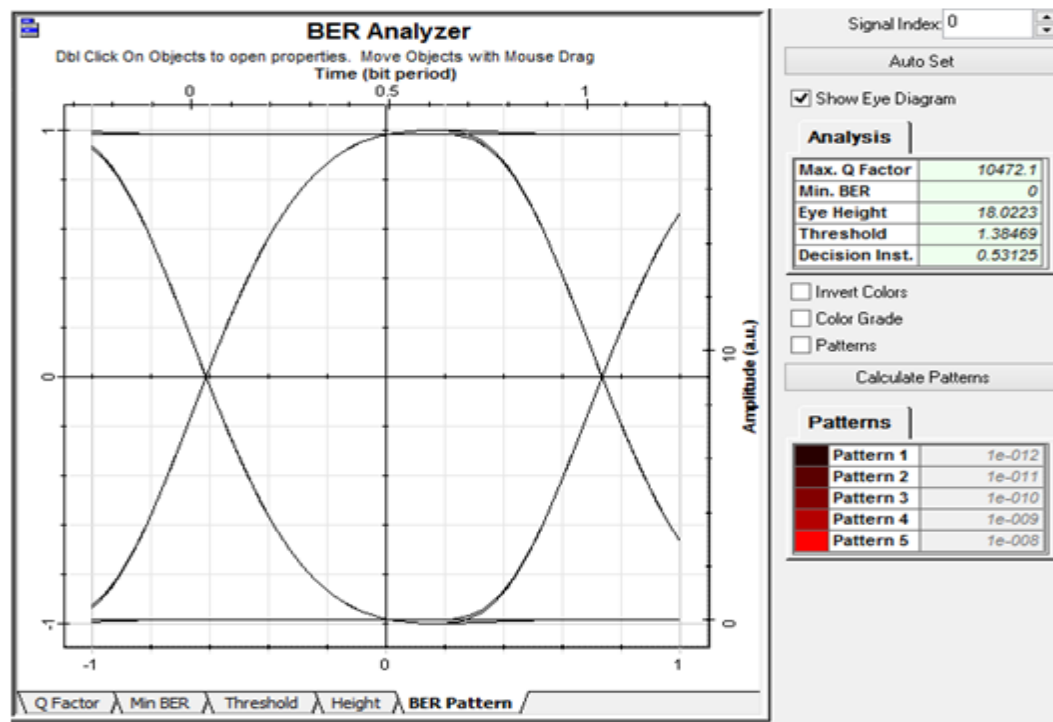 BER Analyzer
Dbl Click On Objects to open properties. Move Objects with Mouse Drag
Time (bit period)
0 0.5 1
1
0
-1
10
0
Amplitude (a.u.)
-1 0 1
Q Factor Min BER Threshold Height BER Pattern
Signal Index: 0
Auto Set
Show Eye Diagram
Analysis
Max. Q Factor 10472.1
Min. BER 0
Eye Height 18.0223
Threshold 1.38469
Decision Inst. 0.53125
Invert Colors
Color Grade
Patterns
Calculate Patterns
Patterns
Pattern 1 1e-012
Pattern 2 1e-011
Pattern 3 1e-010
Pattern 4 1e-009
Pattern 5 1e-008